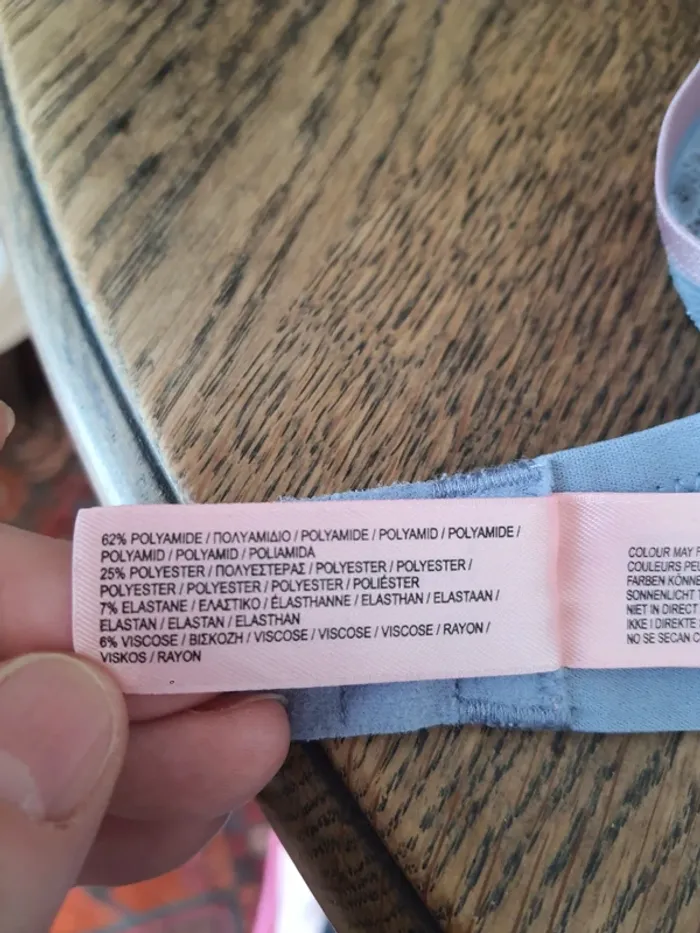 62% POLYAMIDE / ΠΟΛΥΑΜΙΔΙΟ / POLYAMIDE / POLYAMID / POLYAMIDE /
POLYAMID / POLYAMID / POLIAMIDA
25% POLYESTER / ΠΟΛΥΕΣΤΕΡΑΣ / POLYESTER / POLYESTER /
POLYESTER / POLYESTER / POLYESTER / POLIÉSTER
7% ELASTANE / ΕΛΑΣΤΙΚΟ / ÉLASTHANNE / ELASTHAN / ELASTAAN /
ELASTAN / ELASTAN / ELASTHAN
6% VISCOSE / ΒΙΣΚΟΖΗ / VISCOSE / VISCOSE / VISCOSE / RAYON /
VISKOS / RAYON
COLOUR MAY
COULEURS
FARBEN
SONNENLICHT
NIET IN DIRECT
IKKE I DIREKTE
NO SE SECAN